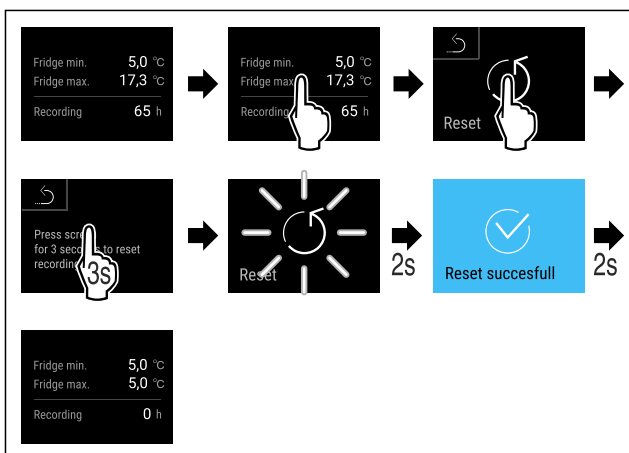 Fridge min. 5,0 °C
Fridge max. 17,3 °C
Recording 65 h
Fridge min. 5,0 °C
Fridge max 17,3 °C
Recording 65 h
Reset
Press scre
for 3 seco s to reset
recordin
3s
Reset
2s
Reset succesfull
2s
Fridge min. 5,0 °C
Fridge max. 5,0 °C
Recording 0 h